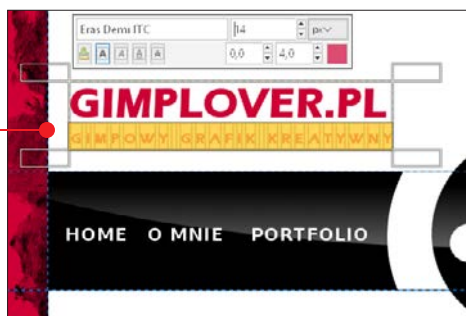 Eras Demi ITC 14 px
0,0 4,0
GIMPLOVER.PL
GIMPOWY GRAFIK KREATYWNY
HOME O MNIE PORTFOLIO